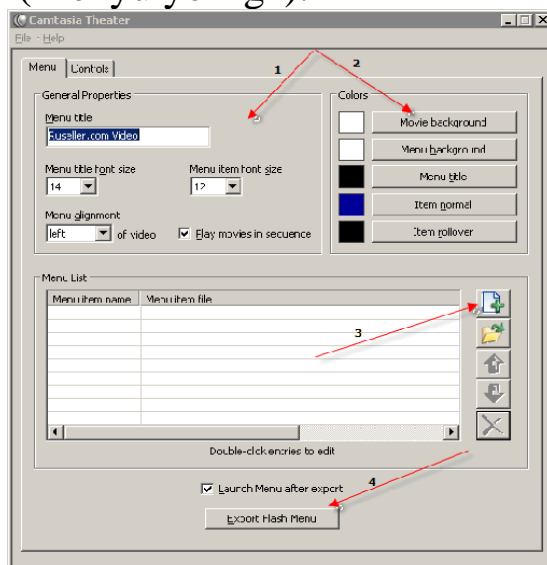 Camtasia Theater
File Help
Menu Controls
1 2
General Properties Colors
Menu title
Ruseller.com Video
Movie background
Menu background
Menu title font size Menu item font size
Menu title
14 12
Item normal
Menu alignment
left of video Play movies in sequence
Item rollover
Menu List
Menu item name Menu item file
3
Double-click entries to edit
Launch Menu after export
4
Export Flash Menu